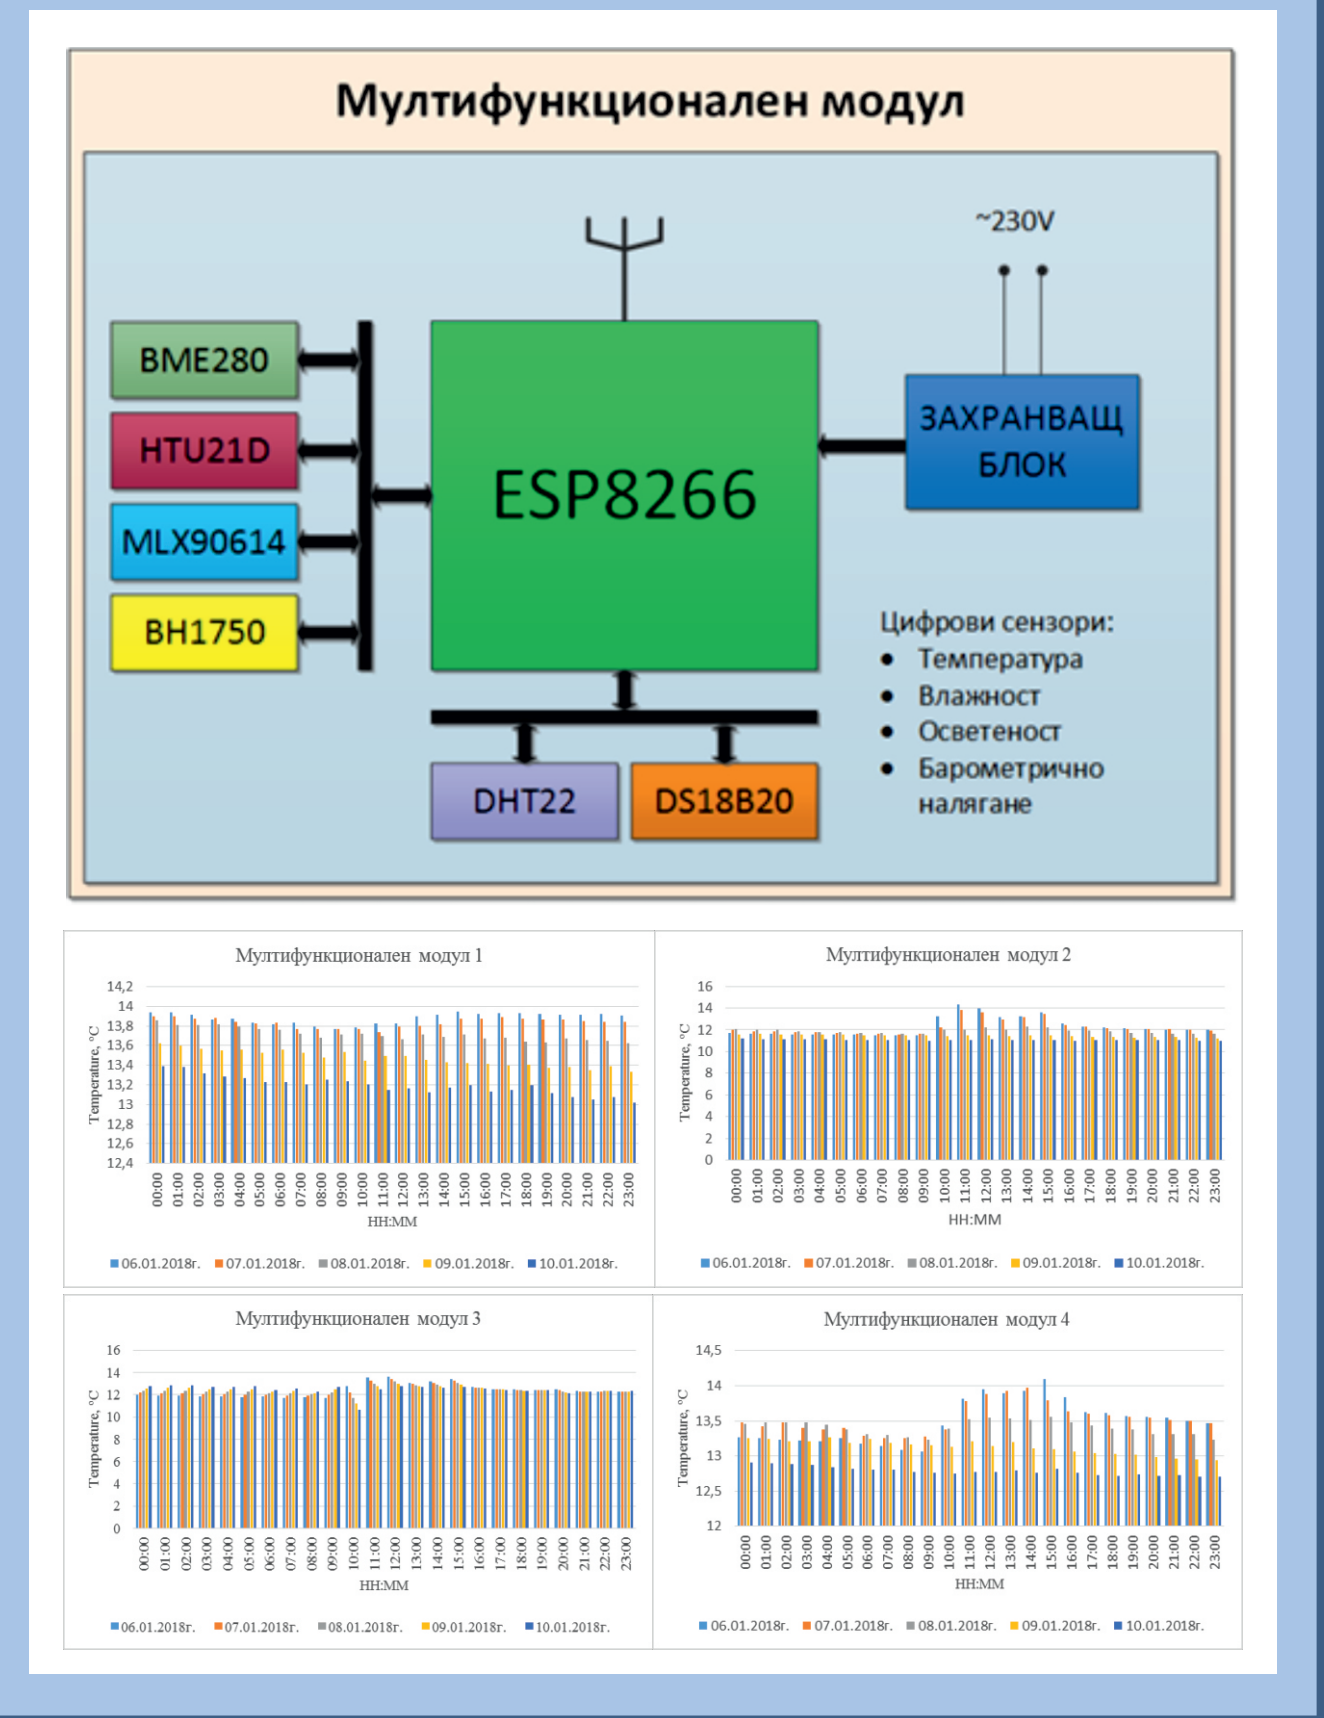 Мултифункционален модул
~230V
BME280
HTU21D
MLX90614
BH1750
ESP8266
ЗАХРАНВАЩ
БЛОК
Цифрови сензори:
• Температура
• Влажност
• Осветеност
• Барометрично
налягане
DHT22
DS18B20
Мултифункционален модул 1
Temperature, °C
14,2
14
13,8
13,6
13,4
13,2
13
12,8
12,6
12,4
00:00 01:00 02:00 03:00 04:00 05:00 06:00 07:00 08:00 09:00 10:00 11:00 12:00 13:00 14:00 15:00 16:00 17:00 18:00 19:00 20:00 21:00 22:00 23:00
HH:MM
06.01.2018г. 07.01.2018г. 08.01.2018г. 09.01.2018г. 10.01.2018г.
Мултифункционален модул 2
Temperature, °C
16
14
12
10
8
6
4
2
0
00:00 01:00 02:00 03:00 04:00 05:00 06:00 07:00 08:00 09:00 10:00 11:00 12:00 13:00 14:00 15:00 16:00 17:00 18:00 19:00 20:00 21:00 22:00 23:00
HH:MM
06.01.2018г. 07.01.2018г. 08.01.2018г. 09.01.2018г. 10.01.2018г.
Мултифункционален модул 3
Temperature, °C
16
14
12
10
8
6
4
2
0
00:00 01:00 02:00 03:00 04:00 05:00 06:00 07:00 08:00 09:00 10:00 11:00 12:00 13:00 14:00 15:00 16:00 17:00 18:00 19:00 20:00 21:00 22:00 23:00
HH:MM
06.01.2018г. 07.01.2018г. 08.01.2018г. 09.01.2018г. 10.01.2018г.
Мултифункционален модул 4
Temperature, °C
14,5
14
13,5
13
12,5
12
00:00 01:00 02:00 03:00 04:00 05:00 06:00 07:00 08:00 09:00 10:00 11:00 12:00 13:00 14:00 15:00 16:00 17:00 18:00 19:00 20:00 21:00 22:00 23:00
HH:MM
06.01.2018г. 07.01.2018г. 08.01.2018г. 09.01.2018г. 10.01.2018г.